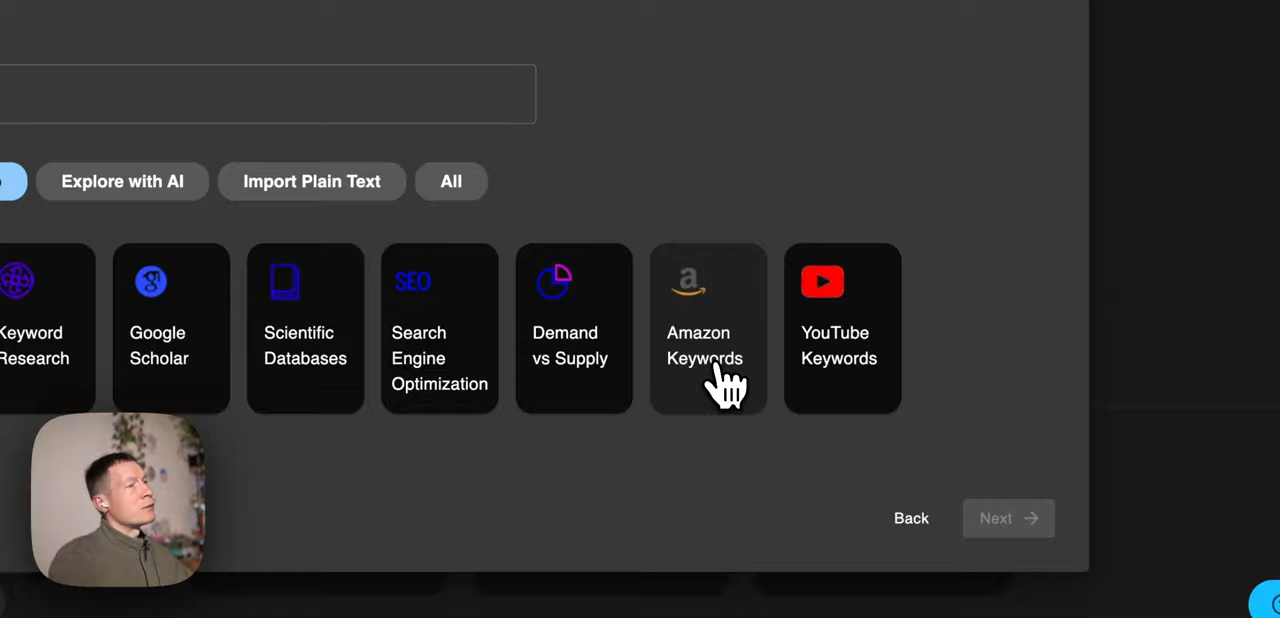 Explore with AI
Import Plain Text
All
Keyword
Research
Google
Scholar
Scientific
Databases
SEO
Search
Engine
Optimization
Demand
vs Supply
a
Amazon
Keywords
YouTube
Keywords
Back
Next